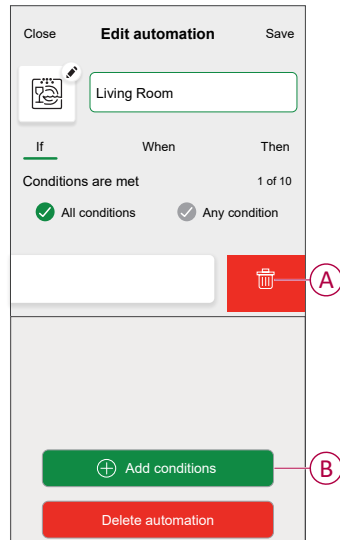 Close Edit automation Save
Living Room
If When Then
Conditions are met 1 of 10
All conditions Any condition
A
Add conditions B
Delete automation